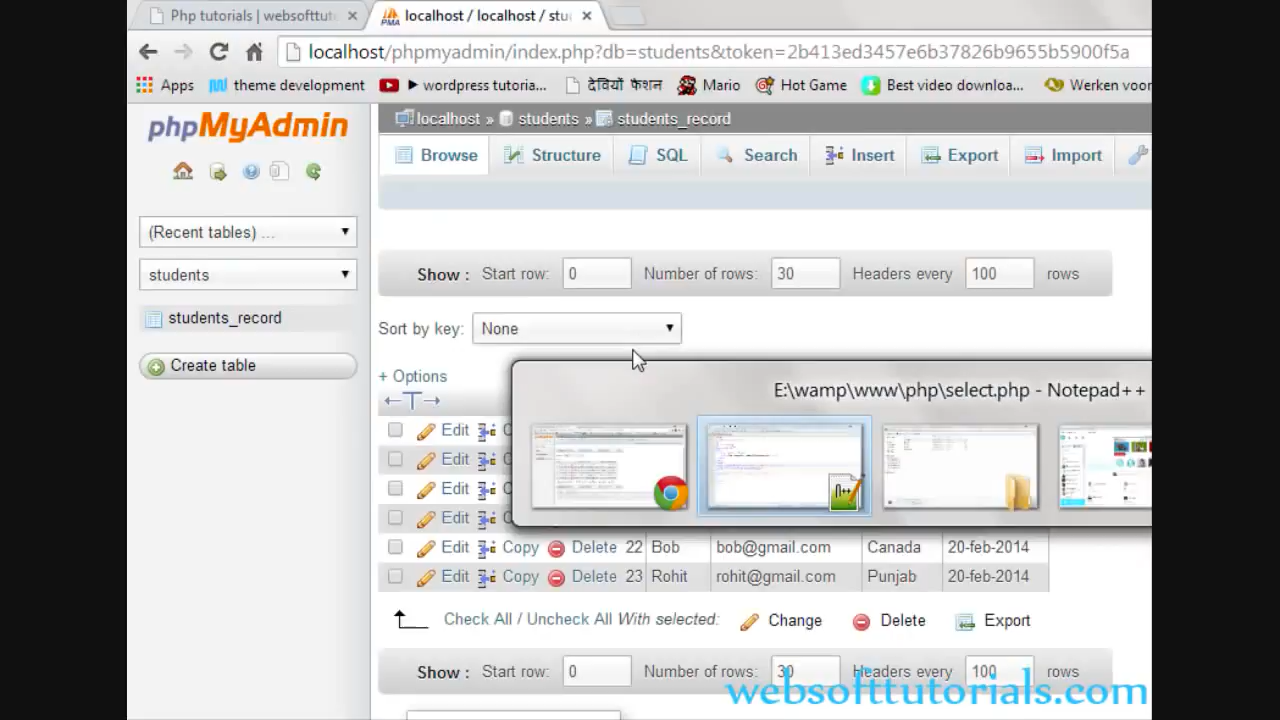 Php tutorials | websofttut
localhost / localhost / stu
localhost/phpmyadmin/index.php?db=students&token=2b413ed3457e6b37826b9655b5900f5a
Apps theme development ► wordpress tutoria... देवियों फैशन Mario Hot Game Best video downloa... Werken voor
phpMyAdmin
localhost » students » students_record
Browse Structure SQL Search Insert Export Import
(Recent tables) ...
students
students_record
Create table
Show : Start row: 0 Number of rows: 30 Headers every 100 rows
Sort by key: None
+ Options
E:\wamp\www\php\select.php - Notepad++
Edit
Edit
Edit
Edit
Edit Copy Delete 22 Bob bob@gmail.com Canada 20-feb-2014
Edit Copy Delete 23 Rohit rohit@gmail.com Punjab 20-feb-2014
Check All / Uncheck All With selected: Change Delete Export
Show : Start row: 0 Number of rows: 30 Headers every 100 rows
websofttutorials.com